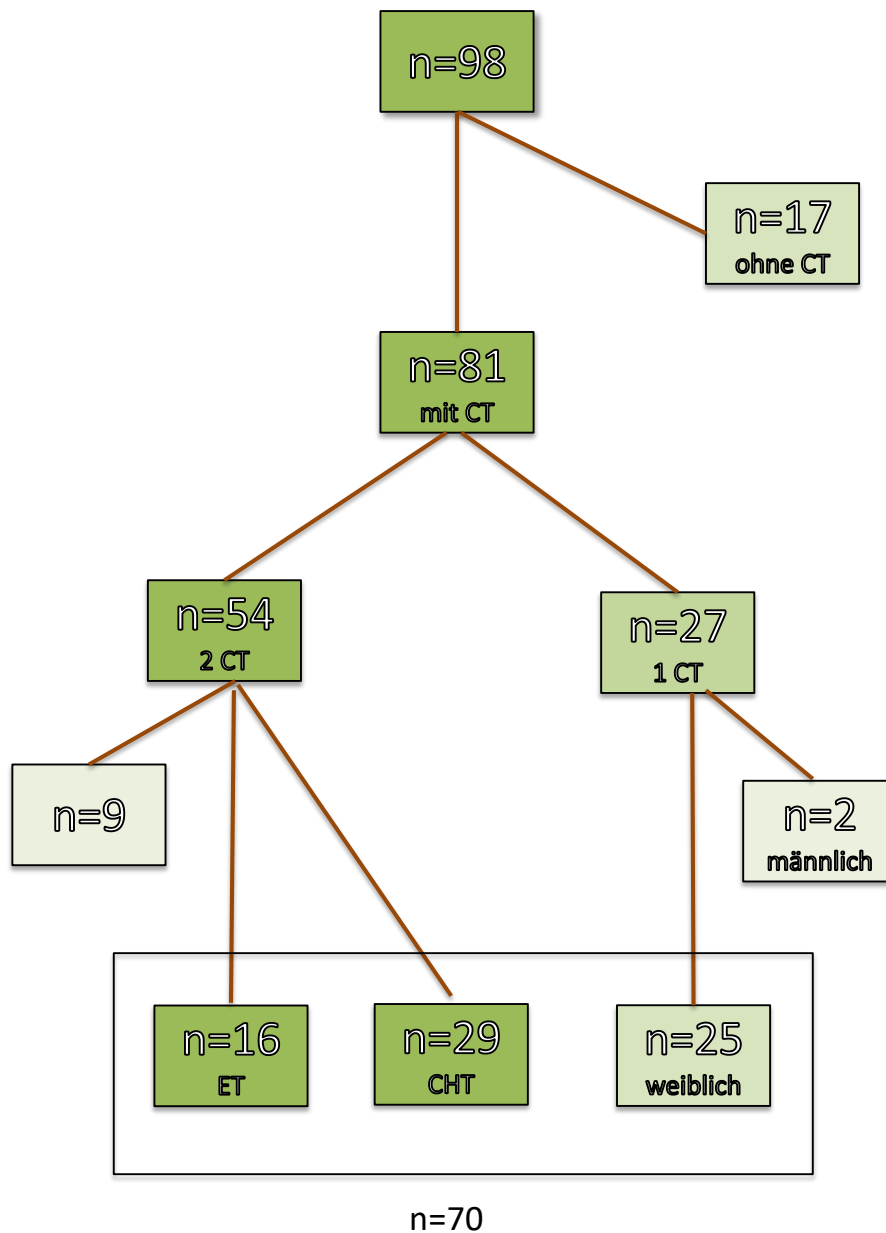 n=98
n=17
ohne CT
n=81
mit CT
n=54
2 CT
n=27
1 CT
n=9
n=2
männlich
n=16
ET
n=29
CHT
n=25
weiblich
n=70